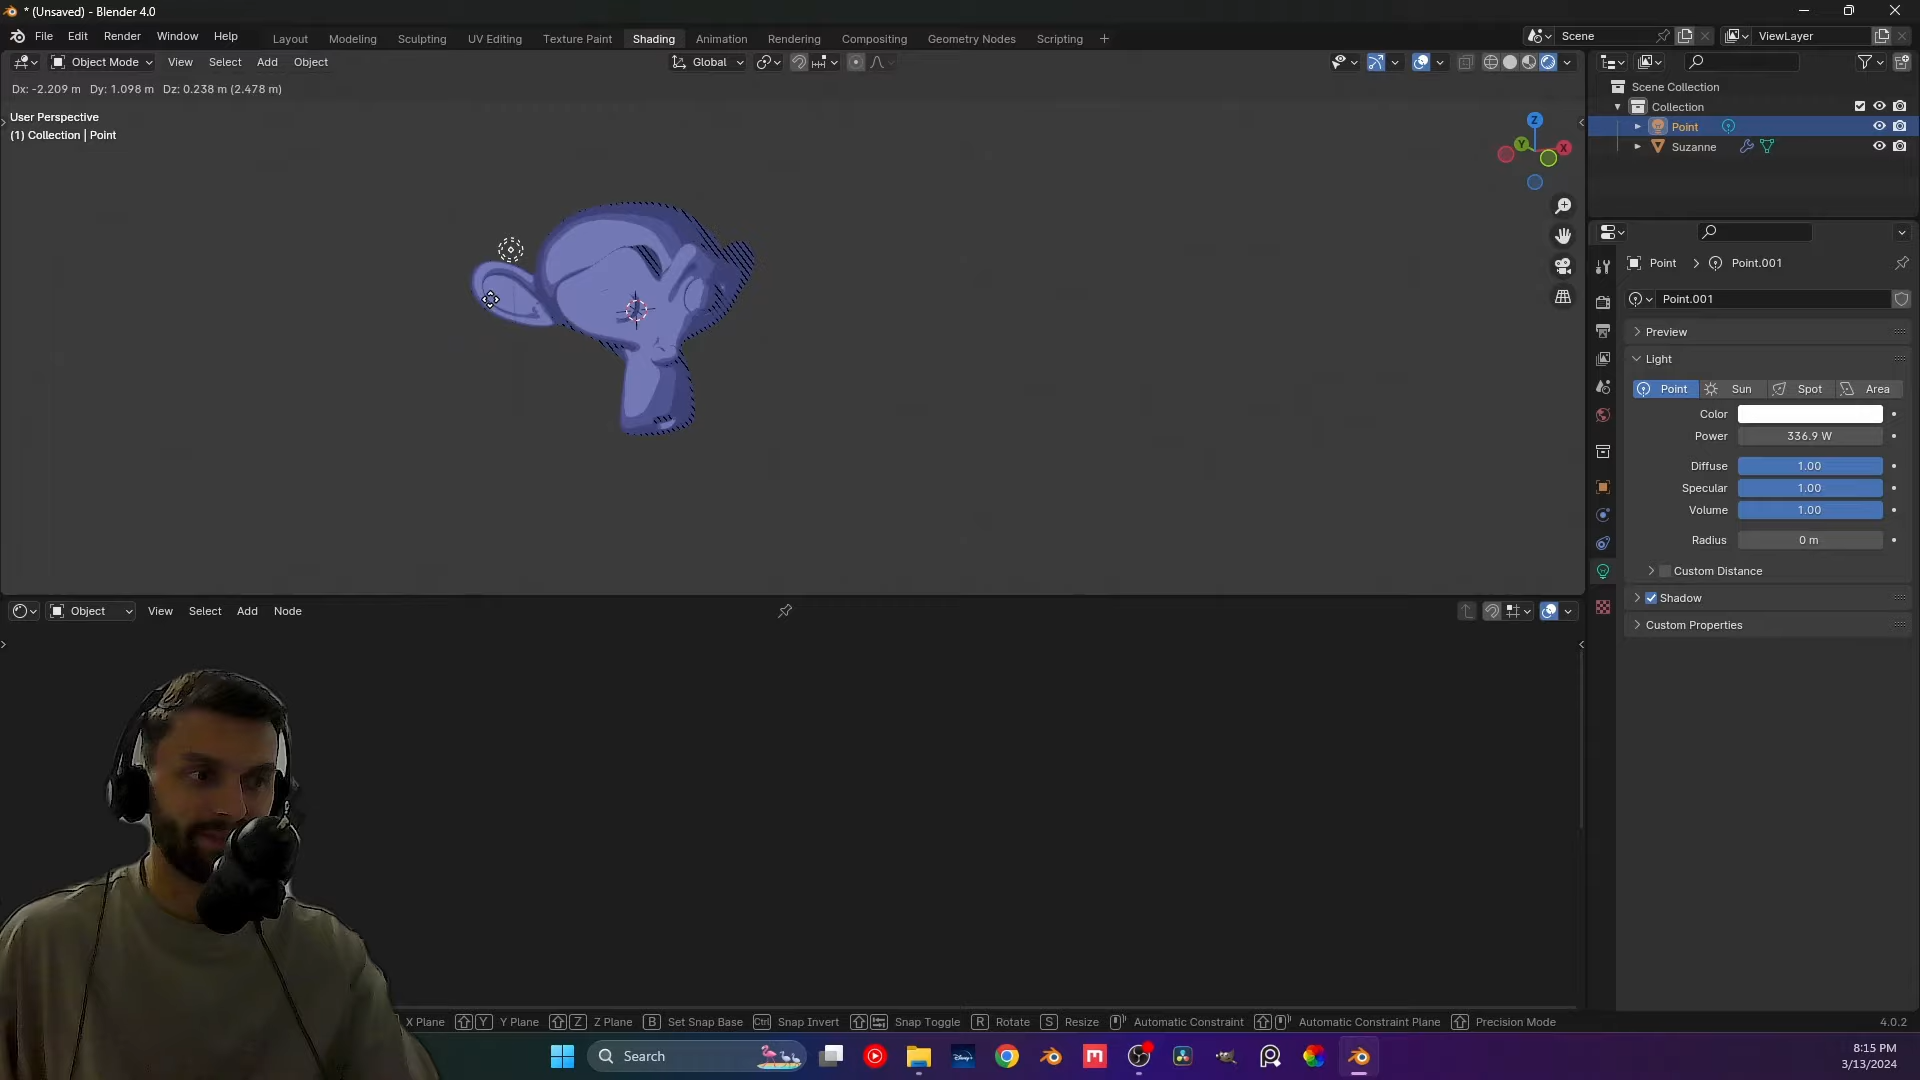 * (Unsaved) - Blender 4.0
File Edit Render Window Help
Layout Modeling Sculpting UV Editing Texture Paint Shading Animation Rendering Compositing Geometry Nodes Scripting +
Scene
ViewLayer
Object Mode View Select Add Object
Global
Dx: -2.209 m Dy: 1.098 m Dz: 0.238 m (2.478 m)
User Perspective
(1) Collection | Point
Z
Y
X
Scene Collection
Collection
Point
Suzanne
Point > Point.001
Point.001
Preview
Light
Point Sun Spot Area
Color
Power 336.9 W
Diffuse 1.00
Specular 1.00
Volume 1.00
Radius 0 m
Custom Distance
Shadow
Custom Properties
Object View Select Add Node
X Plane Y Y Plane Z Z Plane B Set Snap Base Ctrl Snap Invert Snap Toggle R Rotate S Resize Automatic Constraint Automatic Constraint Plane Precision Mode
4.0.2
Search
Disney+
M
8:15 PM
3/13/2024